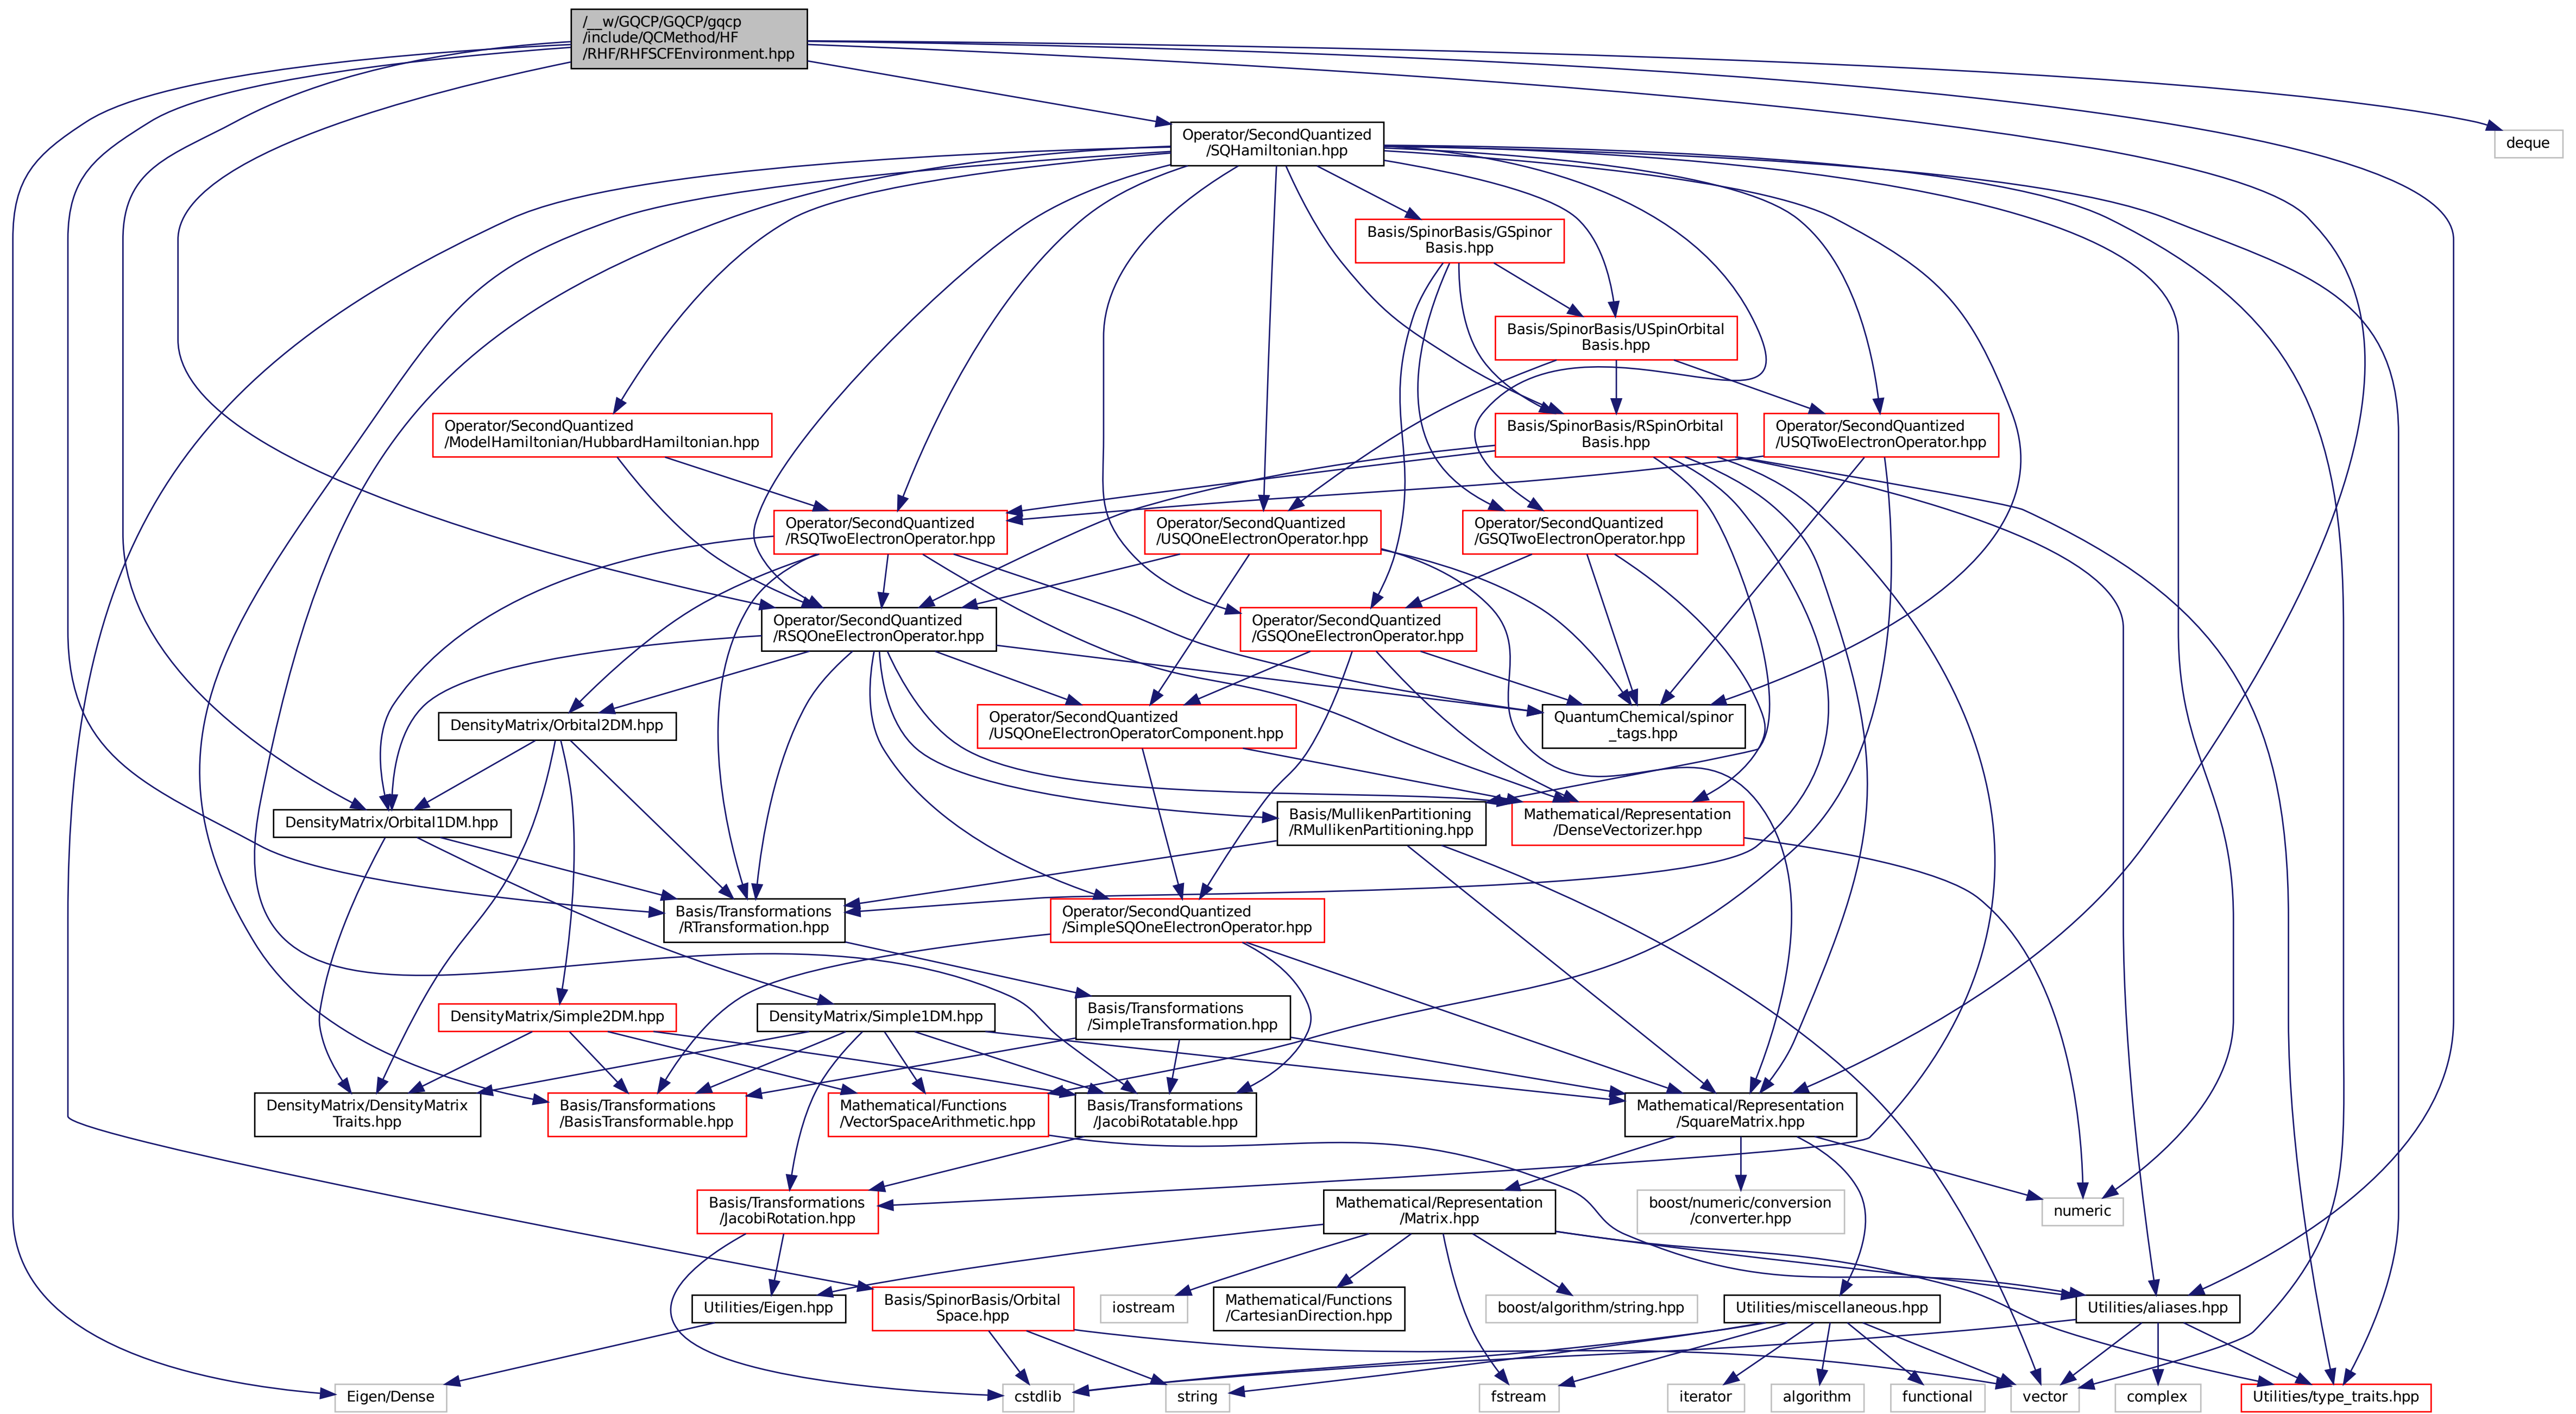 /__w/GQCP/GQCP/gqcp
/include/QCMethod/HF
/RHF/RHFSCFEnvironment.hpp
Operator/SecondQuantized
/SQHamiltonian.hpp
deque
Basis/SpinorBasis/GSpinor
Basis.hpp
Basis/SpinorBasis/USpinOrbital
Basis.hpp
Operator/SecondQuantized
/ModelHamiltonian/HubbardHamiltonian.hpp
Basis/SpinorBasis/RSpinOrbital
Basis.hpp
Operator/SecondQuantized
/USQTwoElectronOperator.hpp
Operator/SecondQuantized
/RSQTwoElectronOperator.hpp
Operator/SecondQuantized
/USQOneElectronOperator.hpp
Operator/SecondQuantized
/GSQTwoElectronOperator.hpp
Operator/SecondQuantized
/RSQOneElectronOperator.hpp
Operator/SecondQuantized
/GSQOneElectronOperator.hpp
DensityMatrix/Orbital2DM.hpp
Operator/SecondQuantized
/USQOneElectronOperatorComponent.hpp
QuantumChemical/spinor
_tags.hpp
DensityMatrix/Orbital1DM.hpp
Basis/MullikenPartitioning
/RMullikenPartitioning.hpp
Mathematical/Representation
/DenseVectorizer.hpp
Basis/Transformations
/RTransformation.hpp
Operator/SecondQuantized
/SimpleSQOneElectronOperator.hpp
DensityMatrix/Simple2DM.hpp
DensityMatrix/Simple1DM.hpp
Basis/Transformations
/SimpleTransformation.hpp
DensityMatrix/DensityMatrix
Traits.hpp
Basis/Transformations
/BasisTransformable.hpp
Mathematical/Functions
/VectorSpaceArithmetic.hpp
Basis/Transformations
/JacobiRotatable.hpp
Mathematical/Representation
/SquareMatrix.hpp
Basis/Transformations
/JacobiRotation.hpp
Mathematical/Representation
/Matrix.hpp
boost/numeric/conversion
/converter.hpp
numeric
Utilities/Eigen.hpp
Basis/SpinorBasis/Orbital
Space.hpp
iostream
Mathematical/Functions
/CartesianDirection.hpp
boost/algorithm/string.hpp
Utilities/miscellaneous.hpp
Utilities/aliases.hpp
Eigen/Dense
cstdlib
string
fstream
iterator
algorithm
functional
vector
complex
Utilities/type_traits.hpp